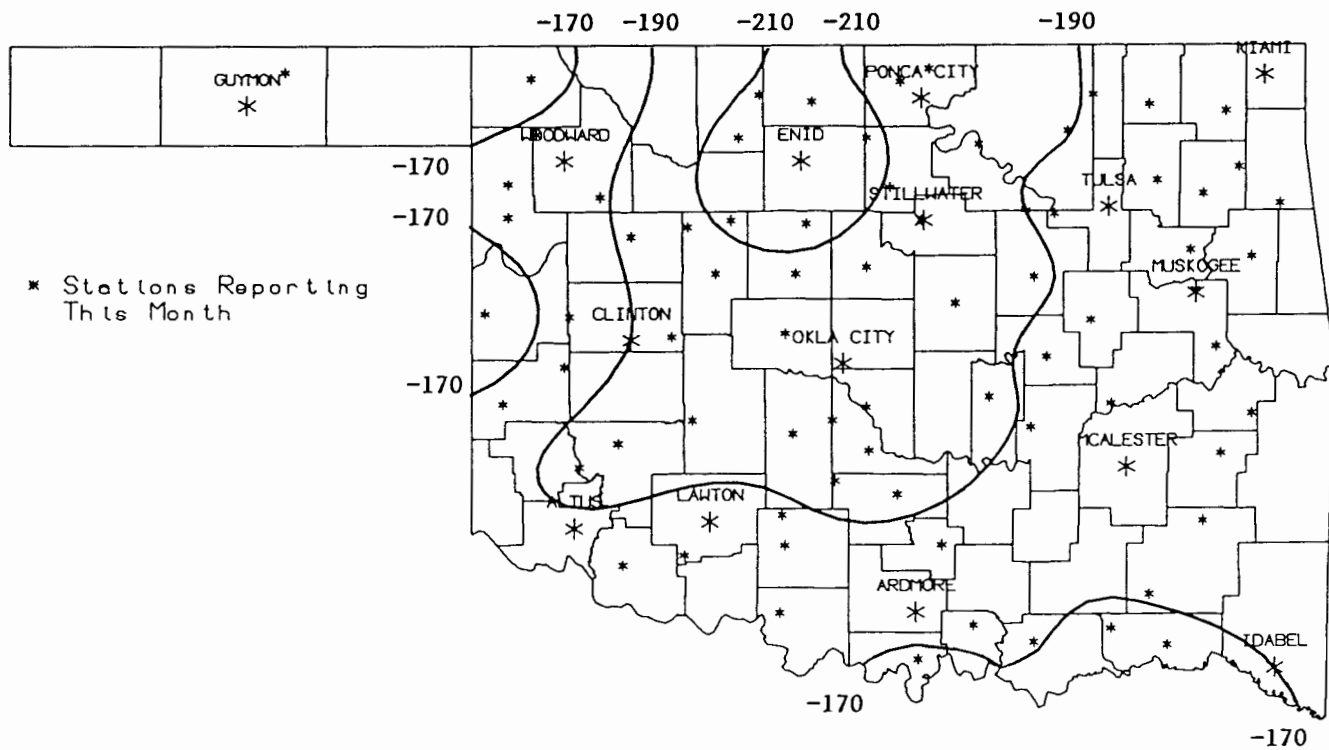 -170 -190 -210 -210 -190
MIAMI
GUYMON
PONCA CITY
WOODWARD
ENID
-170
TULSA
STILLWATER
-170
MUSKOGEE
* Stations Reporting
This Month
CLINTON
OKLA CITY
-170
MCALESTER
ALTUS
LAWTON
ARDMORE
IDABEL
-170
-170